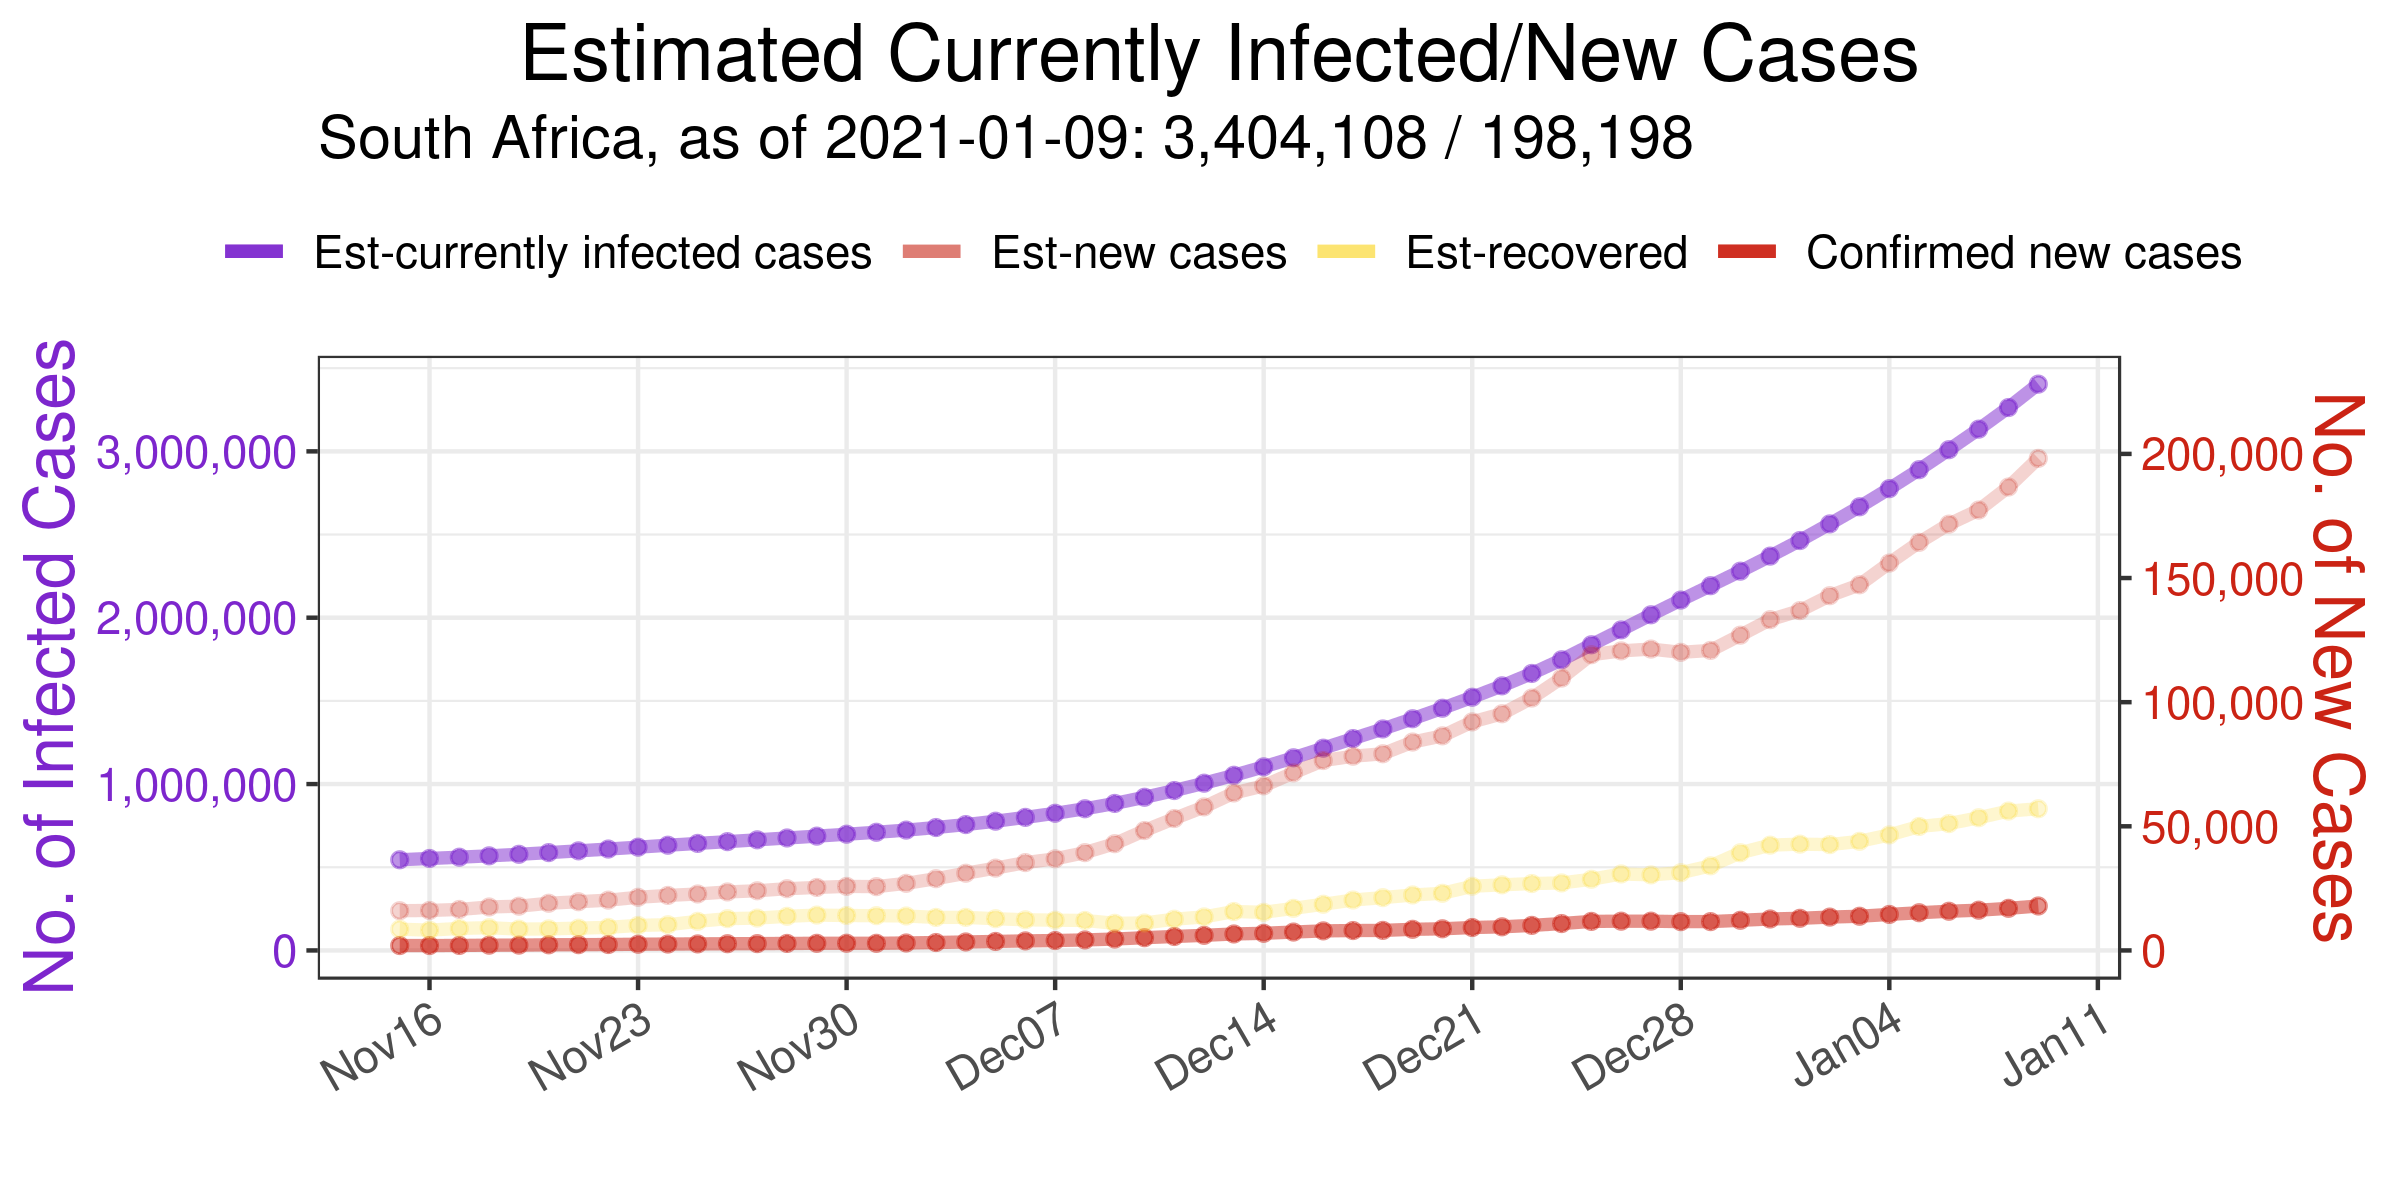 Estimated Currently Infected/New Cases
South Africa, as of 2021-01-09: 3,404,108 / 198,198
Est-currently infected cases Est-new cases Est-recovered Confirmed new cases
No. of Infected Cases
3,000,000
2,000,000
1,000,000
0
200,000
150,000
100,000
50,000
0
No. of New Cases
Nov16 Nov23 Nov30 Dec07 Dec14 Dec21 Dec28 Jan04 Jan11